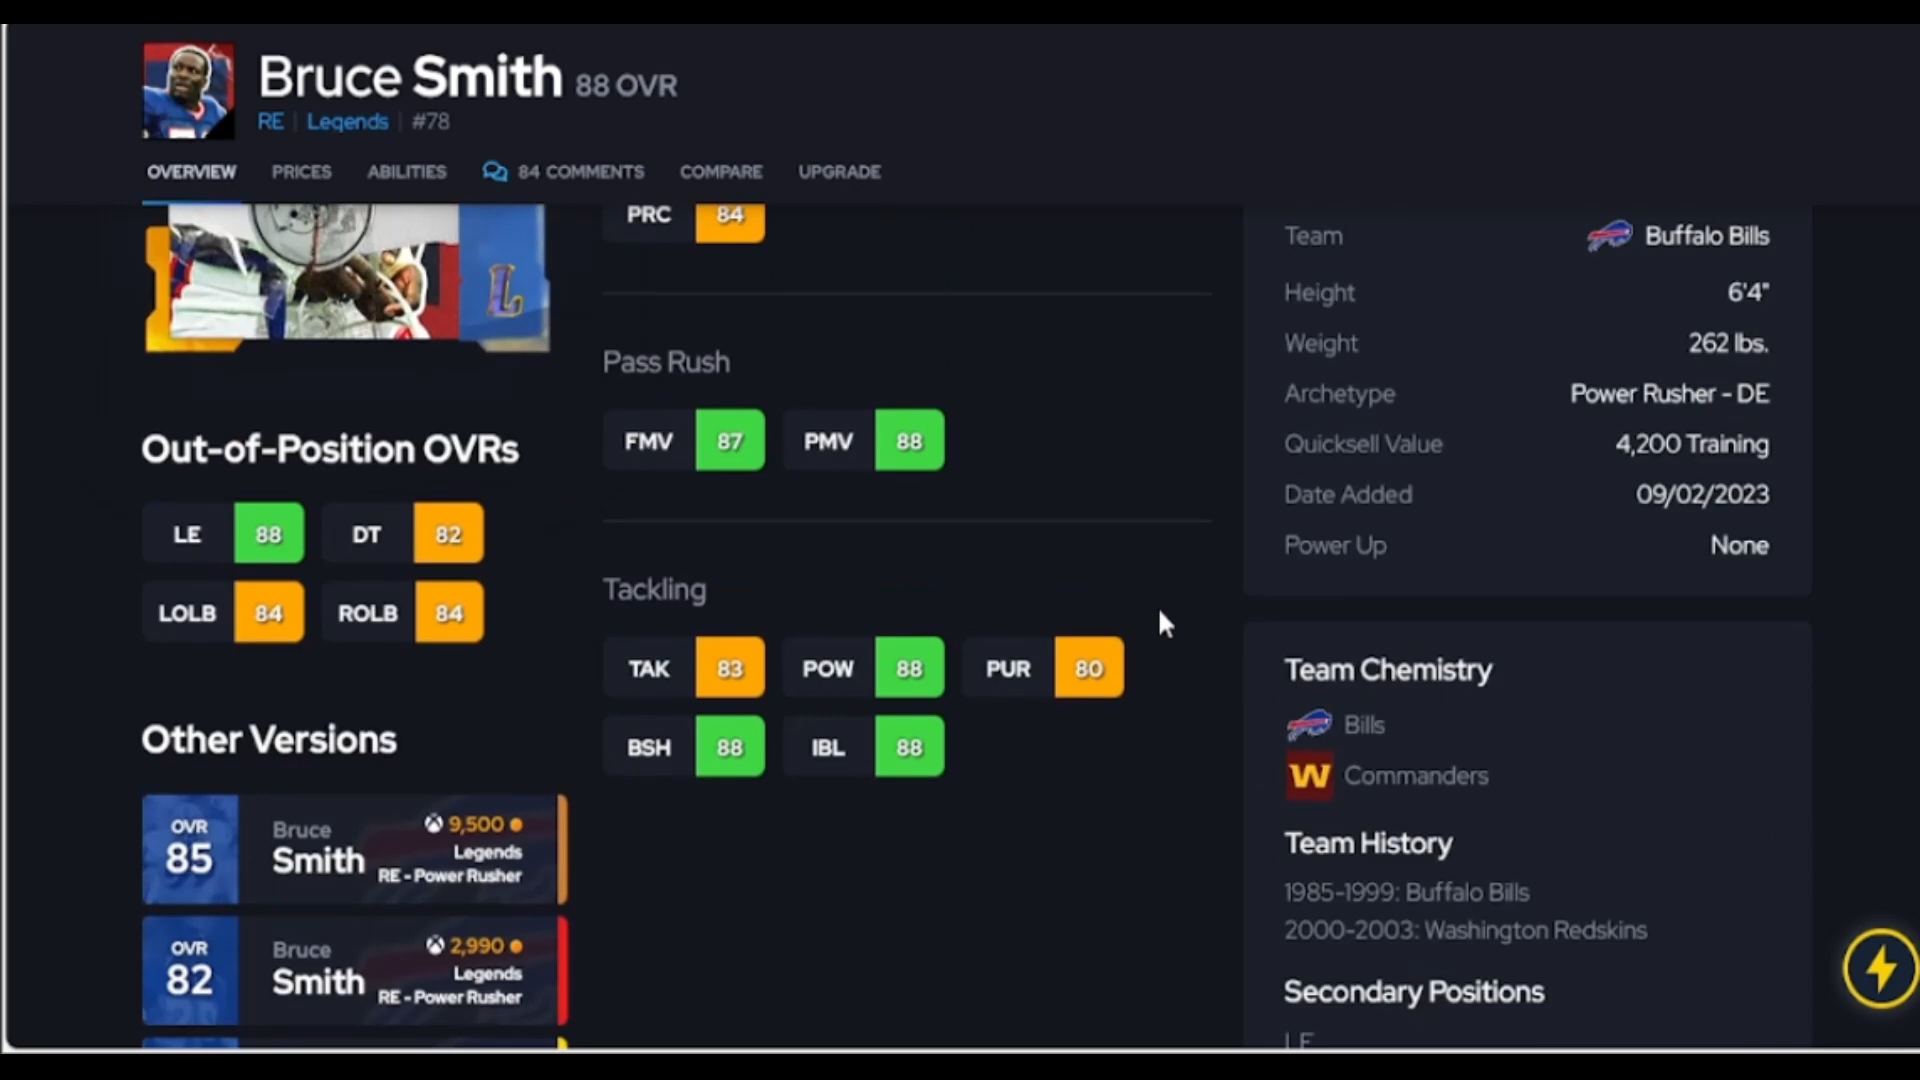 Bruce Smith 88 OVR
RE | Legends | #78
OVERVIEW PRICES ABILITIES 84 COMMENTS COMPARE UPGRADE
PRC 84
L
Out-of-Position OVRs
LE 88 DT 82
LOLB 84 ROLB 84
Other Versions
OVR 85 Bruce Smith 9,500
Legends
RE - Power Rusher
OVR 82 Bruce Smith 2,990
Legends
RE - Power Rusher
Pass Rush
FMV 87 PMV 88
Tackling
TAK 83 POW 88 PUR 80
BSH 88 IBL 88
Team Buffalo Bills
Height 6'4"
Weight 262 lbs.
Archetype Power Rusher - DE
Quicksell Value 4,200 Training
Date Added 09/02/2023
Power Up None
Team Chemistry
Bills
W Commanders
Team History
1985-1999: Buffalo Bills
2000-2003: Washington Redskins
Secondary Positions
LE